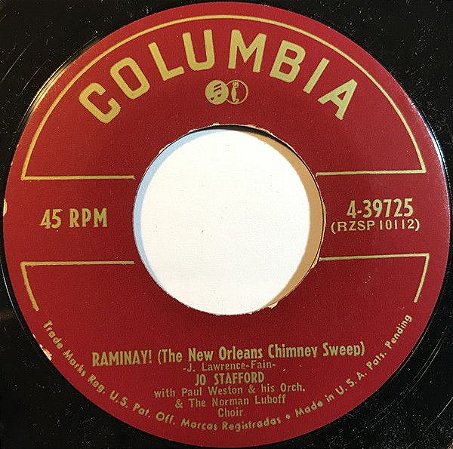 COLUMBIA
45 RPM
4-39725
(RZSP 10112)
RAMINAY! (The New Orleans Chimney Sweep)
-J. Lawrence-Fain-
JO STAFFORD
with Paul Weston & his Orch.
& The Norman Luboff
Choir
Trade Marks Reg. U. S. Pat. Off. Marcas Registradas • Made in U. S. A. Pats. Pending